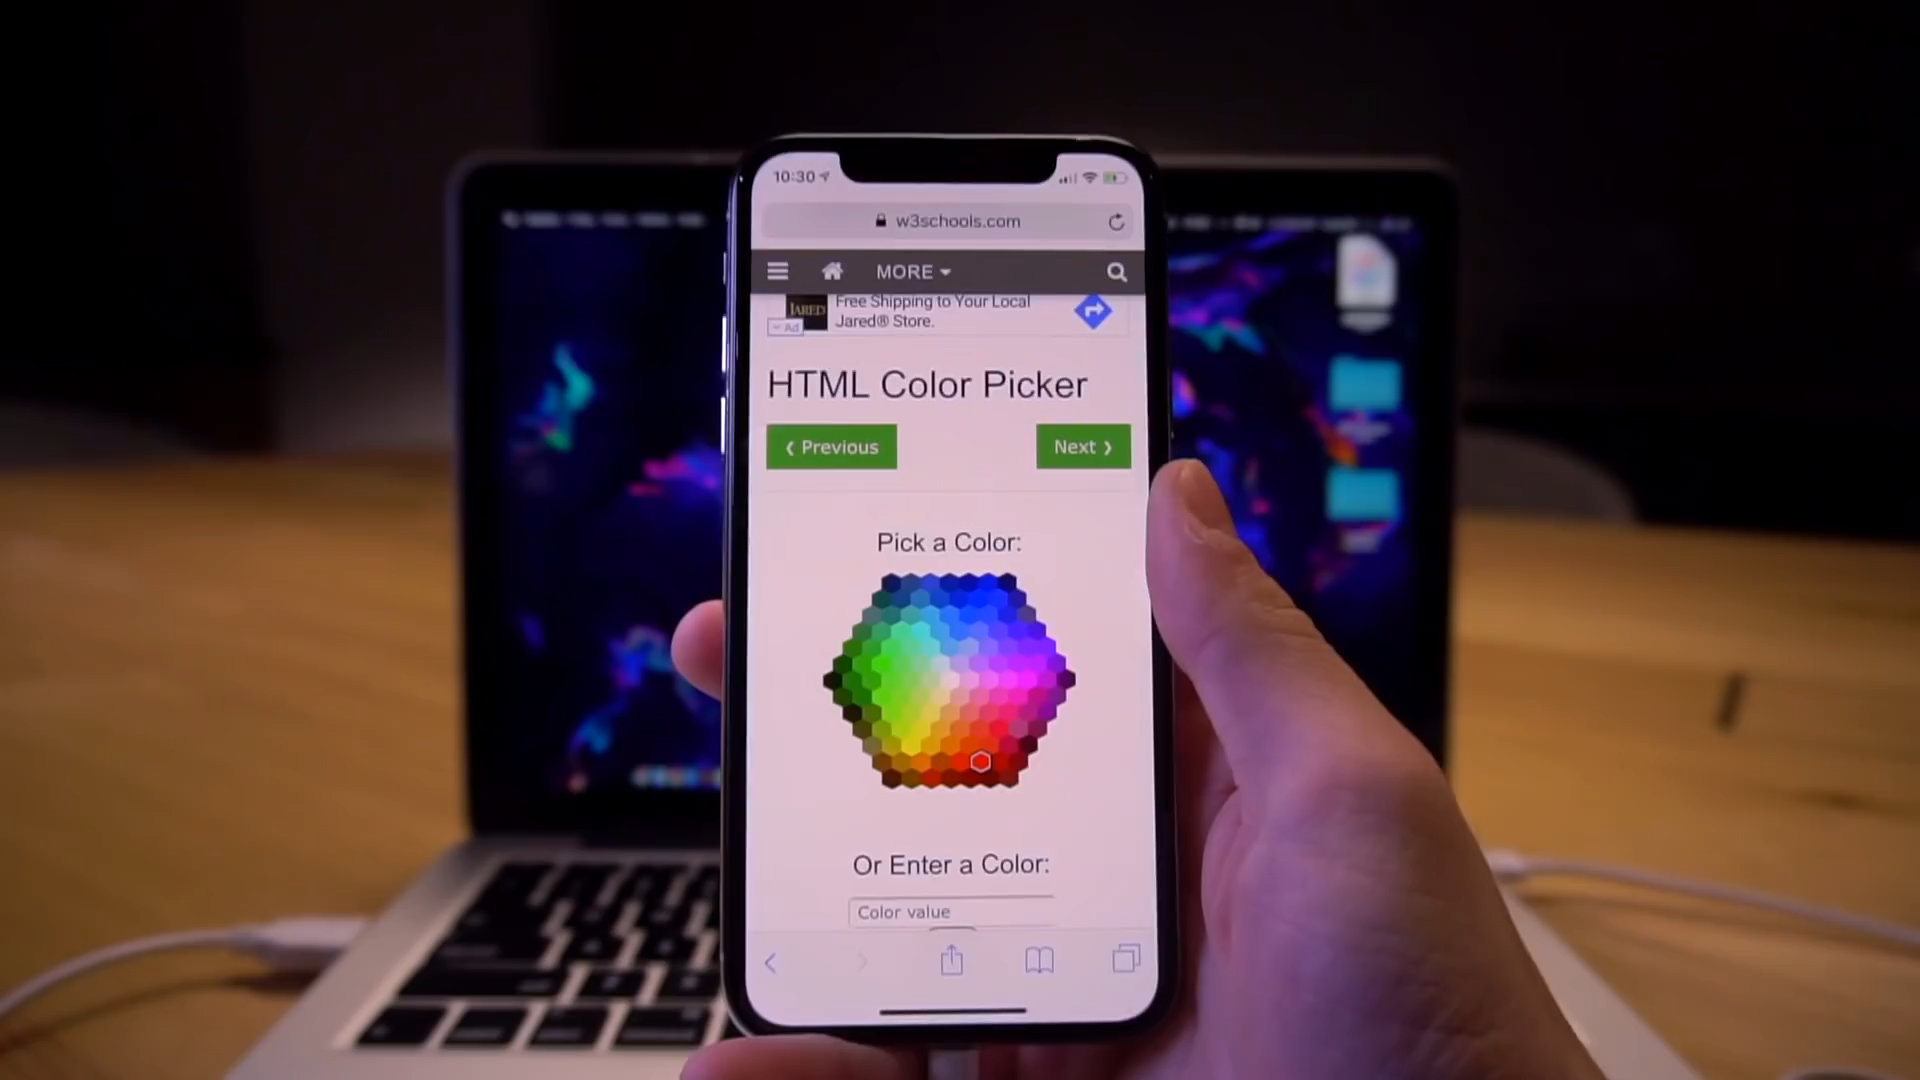 10:30
w3schools.com
MORE
JARED
Free Shipping to Your Local
Jared® Store.
Ad
HTML Color Picker
❮ Previous
Next ❯
Pick a Color:
Or Enter a Color:
Color value